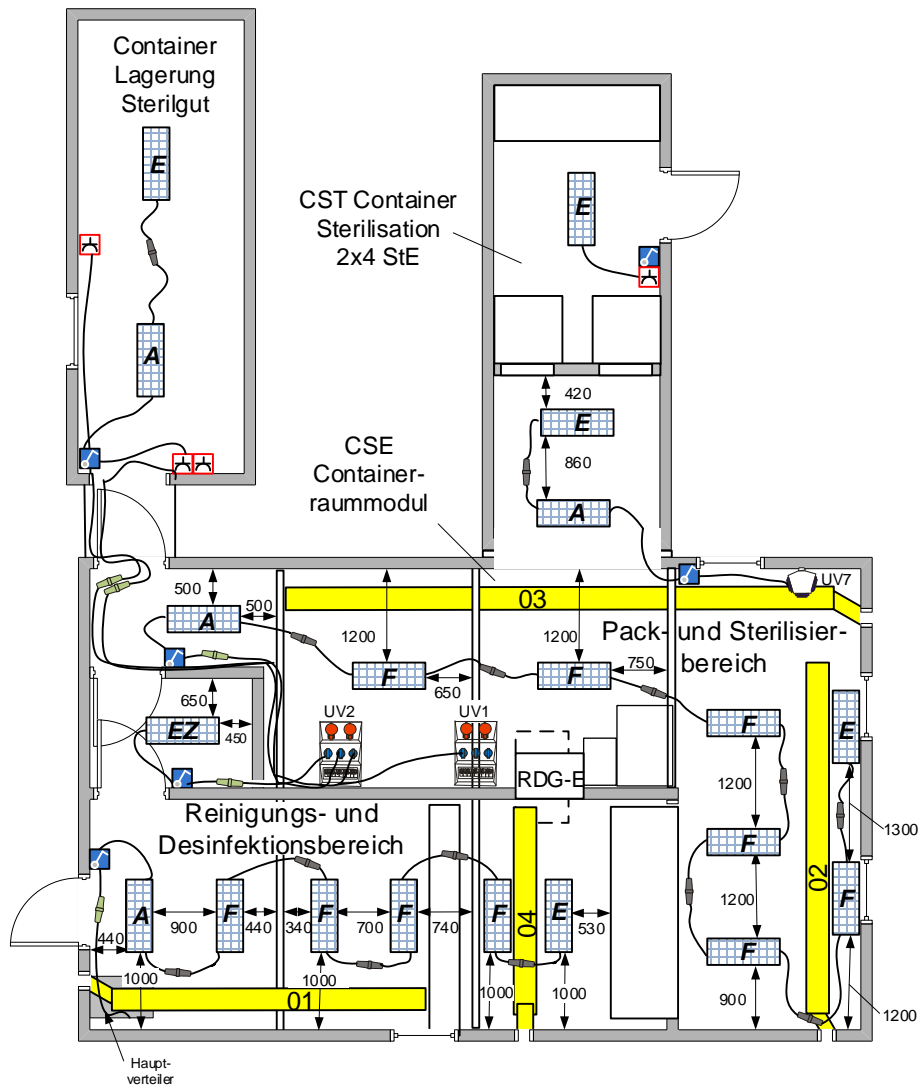 Container
Lagerung
Sterilgut
E
A
CST Container
Sterilisation
2x4 StE
E
420
E
860
A
CSE
Container-
raummodul
UV7
03
500
500
A
1200
1200
F
650
F
750
Pack- und Sterilisier-
bereich
650
EZ
450
UV2
UV1
RDG-E
F
E
1200
1300
F
02
F
1200
F
900
1200
Reinigungs- und
Desinfektionsbereich
A
900
F
440
340
F
700
F
740
F
04
E
530
440
1000
1000
1000
1000
01
Haupt-
verteiler